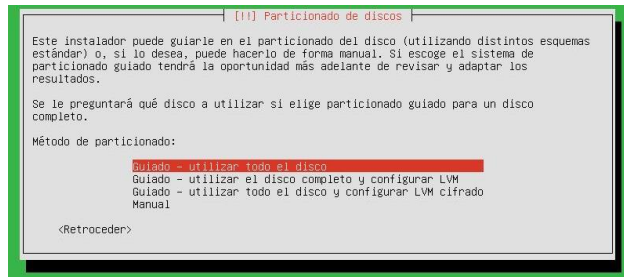 [!!] Particionado de discos
Este instalador puede guiarle en el particionado del disco (utilizando distintos esquemas
estándar) o, si lo desea, puede hacerlo de forma manual. Si escoge el sistema de
particionado guiado tendrá la oportunidad más adelante de revisar y adaptar los
resultados.
Se le preguntará qué disco a utilizar si elige particionado guiado para un disco
completo.
Método de particionado:
Guiado - utilizar todo el disco
Guiado - utilizar el disco completo y configurar LVM
Guiado - utilizar todo el disco y configurar LVM cifrado
Manual
<Retroceder>